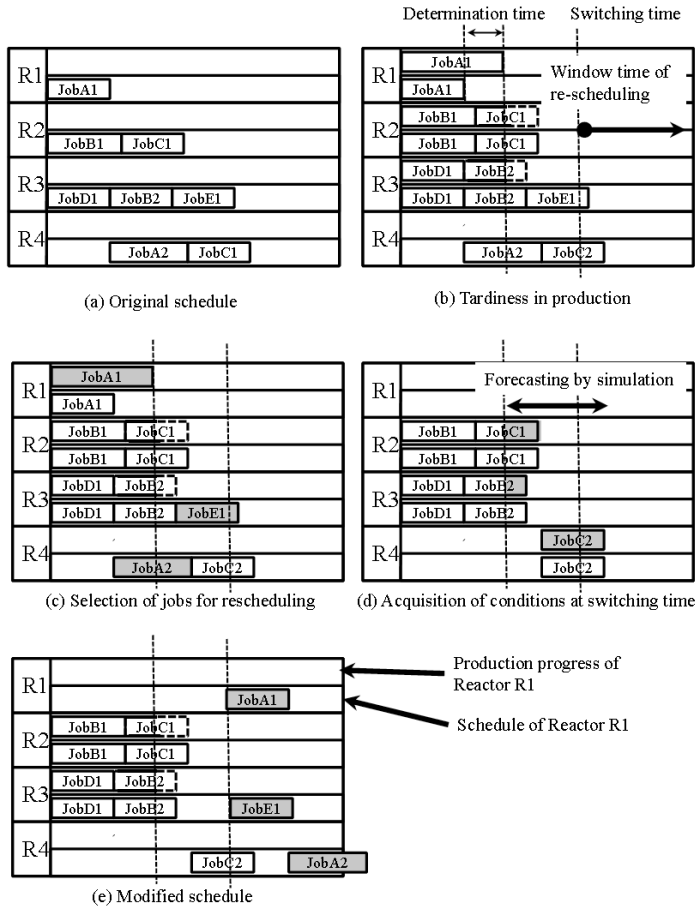 Determination time
Switching time
R1
JobA1
R2
JobB1 JobC1
R3
JobD1 JobB2 JobE1
R4
JobA2 JobC1
(a) Original schedule
R1
JobA1
JobA1
Window time of
re-scheduling
R2
JobB1 JobC1
JobB1 JobC1
R3
JobD1 JobB2
JobD1 JobB2 JobE1
R4
JobA2 JobC2
(b) Tardiness in production
R1
JobA1
JobA1
R2
JobB1 JobC1
JobB1 JobC1
R3
JobD1 JobB2
JobD1 JobB2 JobE1
R4
JobA2 JobC2
(c) Selection of jobs for rescheduling
R1
Forecasting by simulation
R2
JobB1 JobC1
JobB1 JobC1
R3
JobD1 JobB2
JobD1 JobB2
R4
JobC2
JobC2
(d) Acquisition of conditions at switching time
R1
JobA1
R2
JobB1 JobC1
JobB1 JobC1
R3
JobD1 JobB2
JobD1 JobB2 JobE1
R4
JobC2 JobA2
(e) Modified schedule
Production progress of
Reactor R1
Schedule of Reactor R1